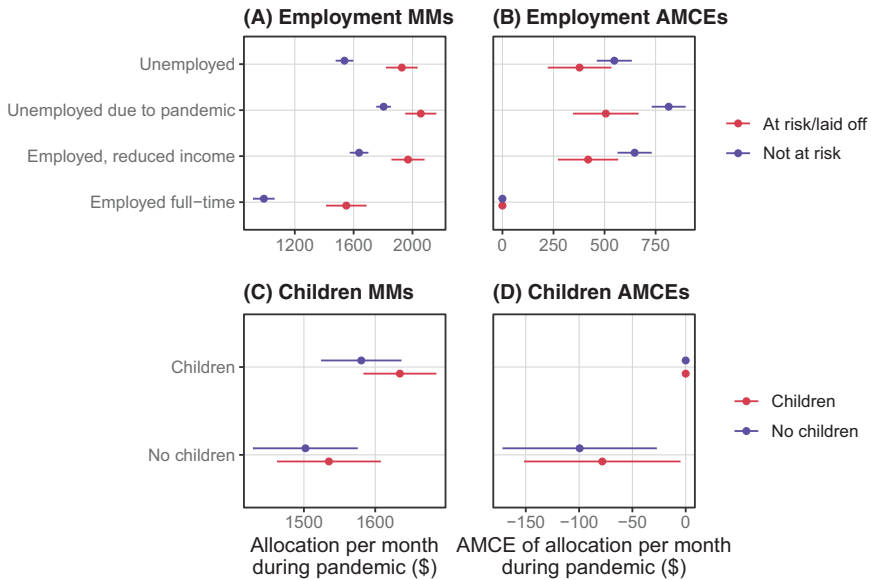 (A) Employment MMs
(B) Employment AMCEs
Unemployed
Unemployed due to pandemic
Employed, reduced income
Employed full−time
1200 1600 2000
0 250 500 750
At risk/laid off
Not at risk
(C) Children MMs
(D) Children AMCEs
Children
No children
1500 1600
−150 −100 −50 0
Allocation per month
during pandemic ($)
AMCE of allocation per month
during pandemic ($)
Children
No children